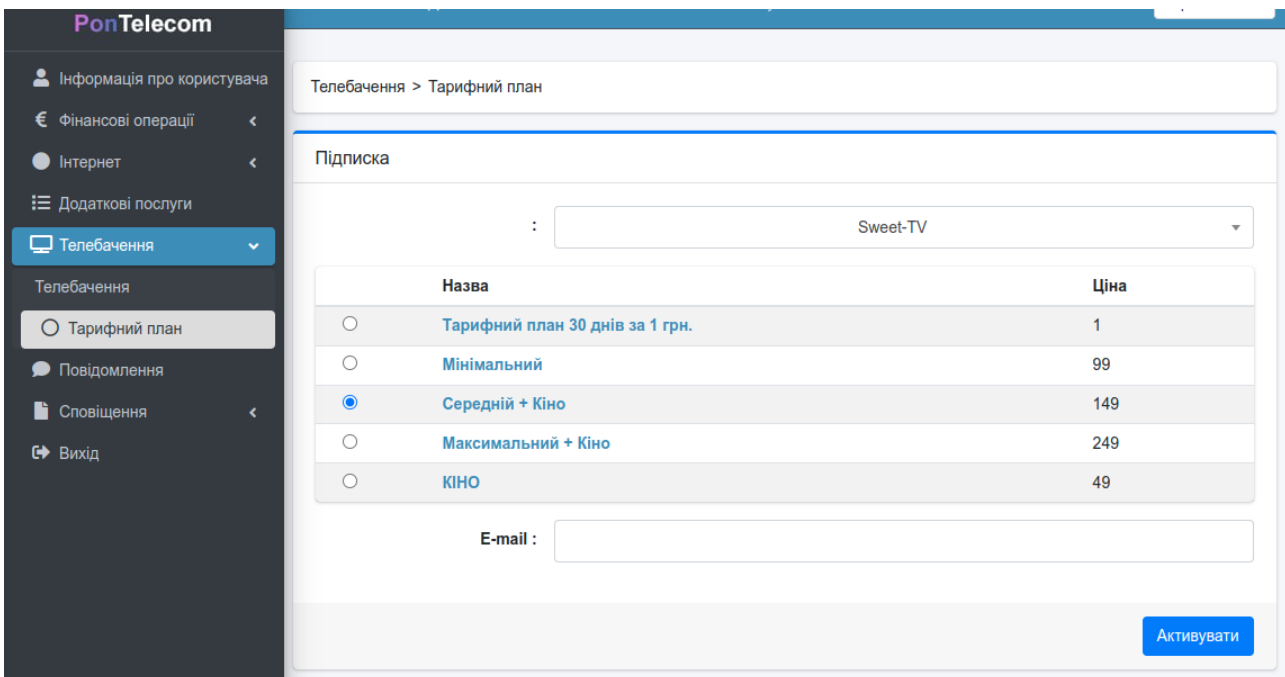 PonTelecom
Інформація про користувача
Фінансові операції
Інтернет
Додаткові послуги
Телебачення
Телебачення
Тарифний план
Повідомлення
Сповіщення
Вихід
Телебачення > Тарифний план
Підписка
: Sweet-TV
Назва Ціна
Тарифний план 30 днів за 1 грн. 1
Мінімальний 99
Середній + Кіно 149
Максимальний + Кіно 249
КІНО 49
E-mail :
Активувати